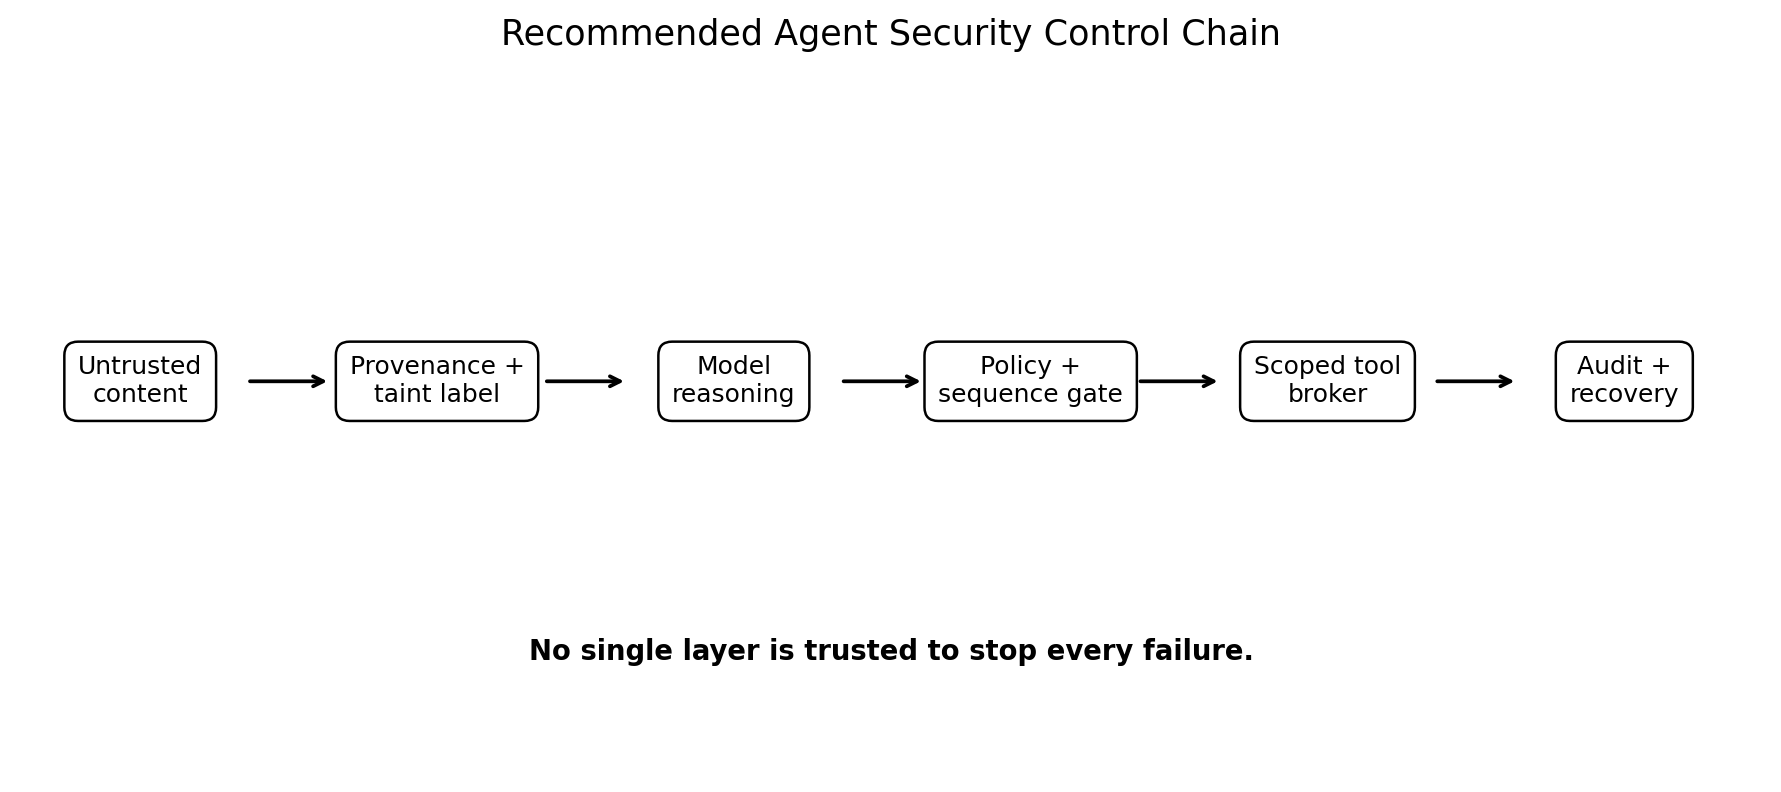 Recommended Agent Security Control Chain
Untrusted
content
Provenance +
taint label
Model
reasoning
Policy +
sequence gate
Scoped tool
broker
Audit +
recovery
No single layer is trusted to stop every failure.